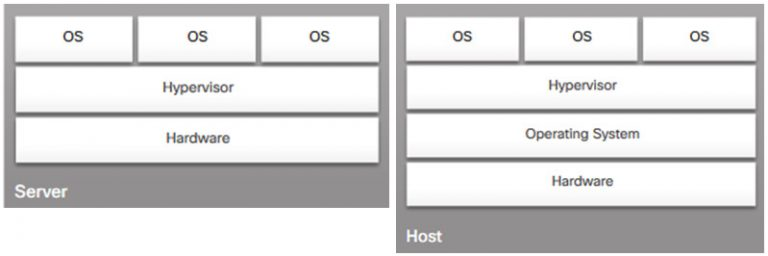 OS OS OS
Hypervisor
Hardware
Server
OS OS OS
Hypervisor
Operating System
Hardware
Host